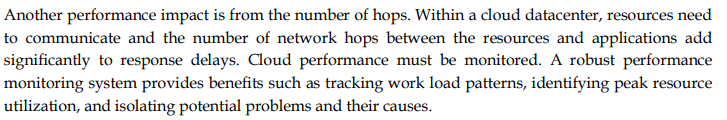 Another performance impact is from the number of hops. Within a cloud datacenter, resources need
to communicate and the number of network hops between the resources and applications add
significantly to response delays. Cloud performance must be monitored. A robust performance
monitoring system provides benefits such as tracking work load patterns, identifying peak resource
utilization, and isolating potential problems and their causes.